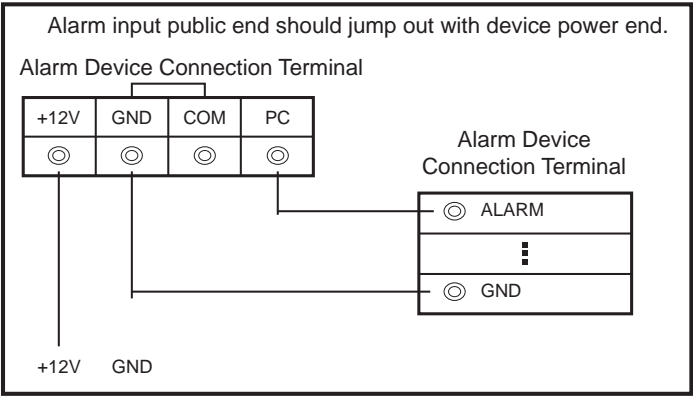 Alarm input public end should jump out with device power end.
Alarm Device Connection Terminal
+12V GND COM PC
Alarm Device
Connection Terminal
ALARM
GND
+12V GND